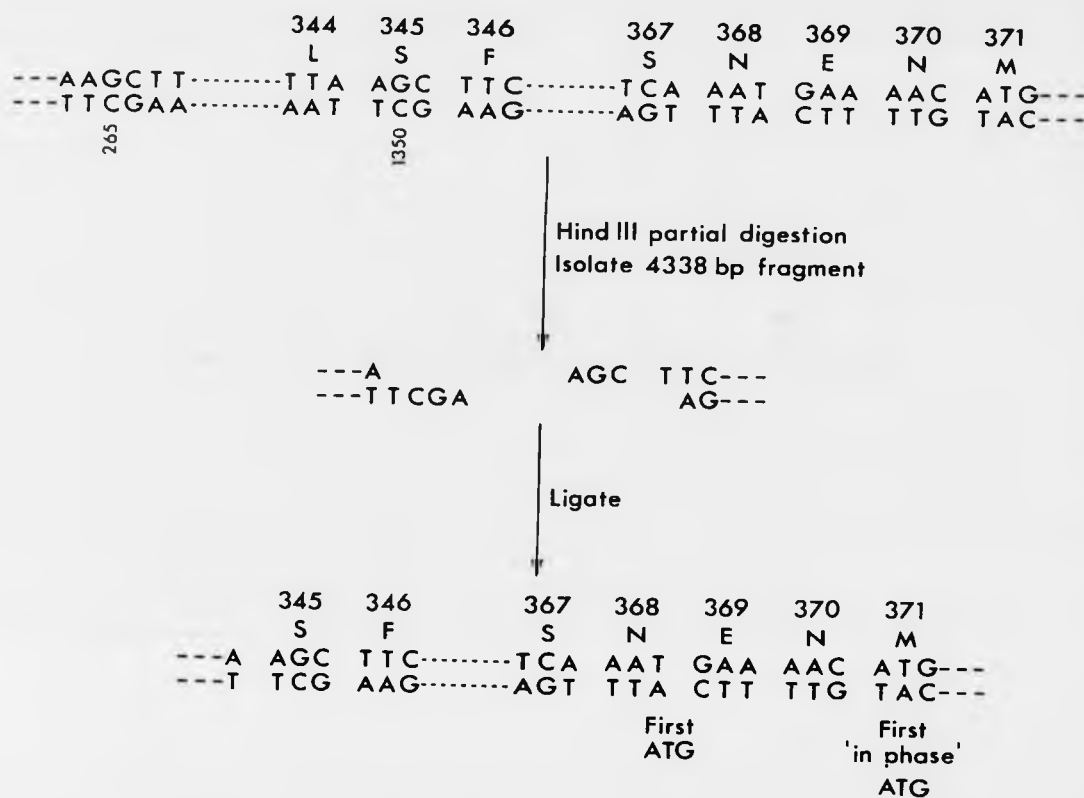 344 345 346 367 368 369 370 371
L S F S N E N M
---AAGCTT········TTA AGC TTC·········TCA AAT GAA AAC ATG----
---TTCGAA········AAT TCG AAG·········AGT TTA CTT TTG TAC---
265 1350
Hind III partial digestion
Isolate 4338 bp fragment
---A AGC TTC---
---TTCGA AG---
Ligate
345 346 367 368 369 370 371
S F S N E N M
---A AGC TTC·········TCA AAT GAA AAC ATG---
---T TCG AAG·········AGT TTA CTT TTG TAC---
First First
ATG 'in phase'
ATG